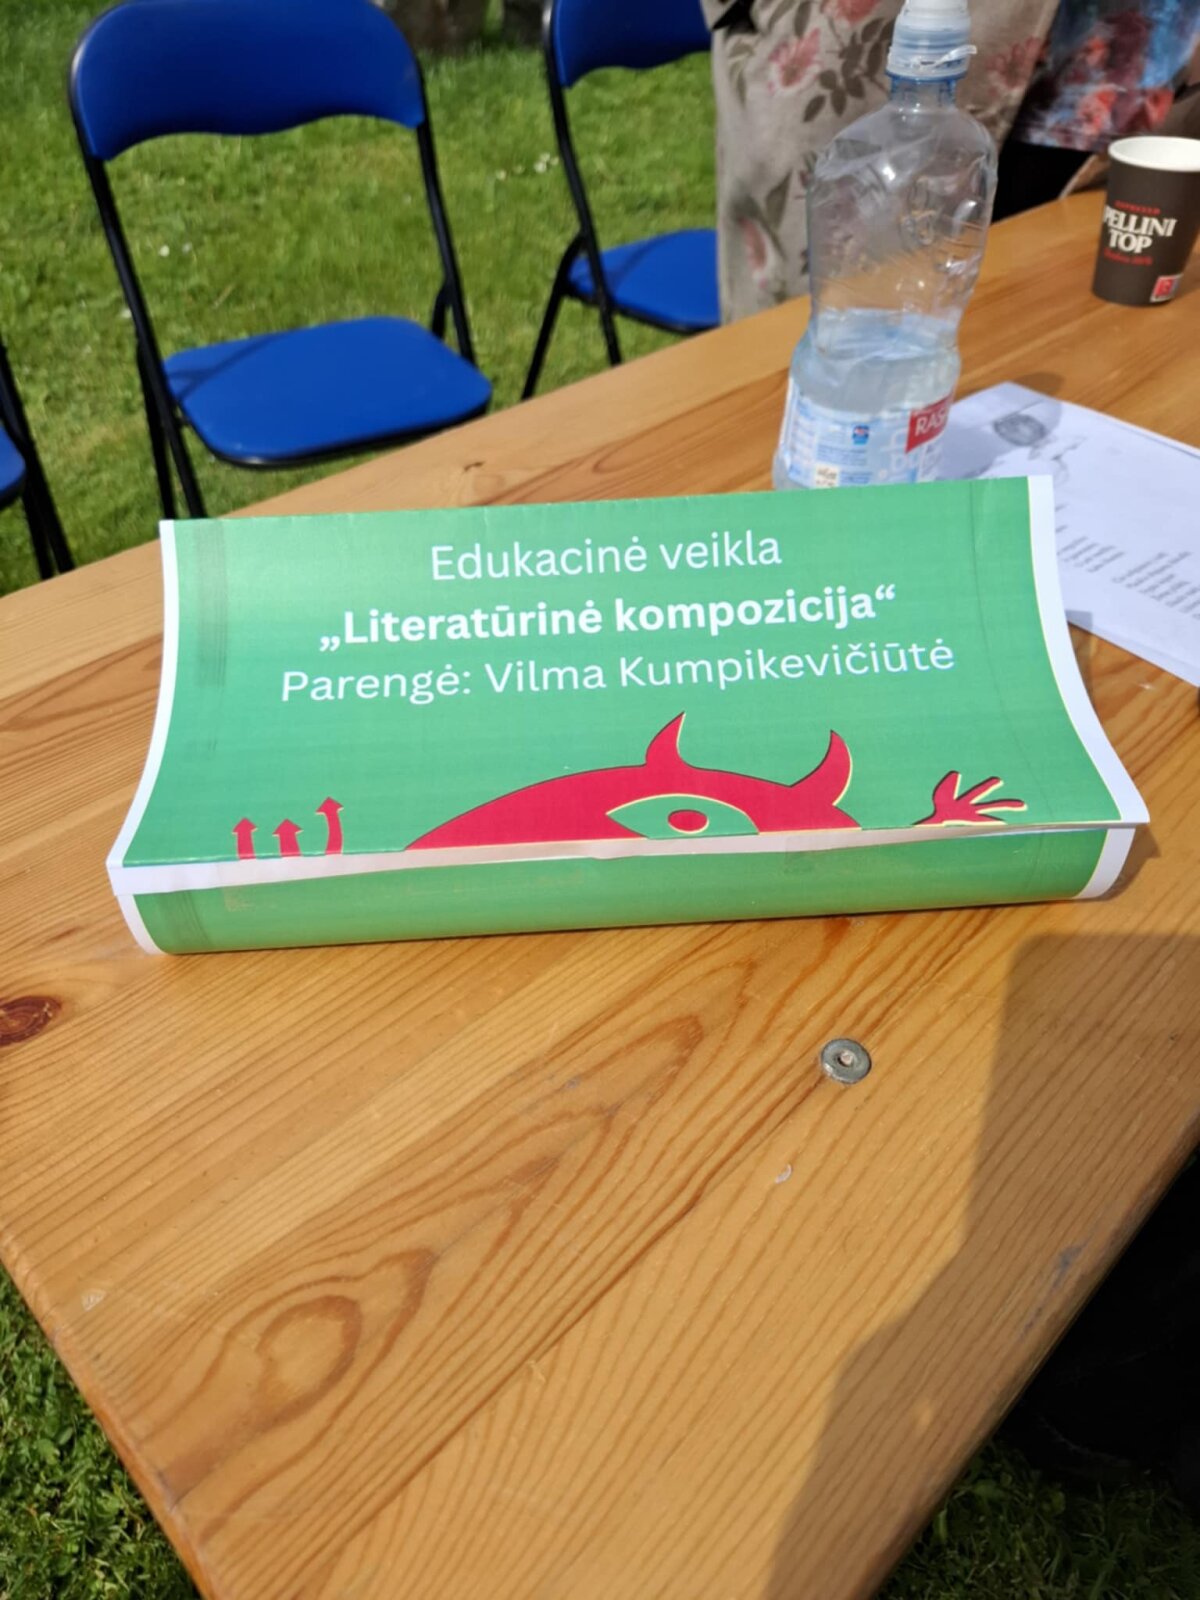 Edukacinė veikla
„Literatūrinė kompozicija“
Parengė: Vilma Kumpikevičiūtė
PELLINI
TOP